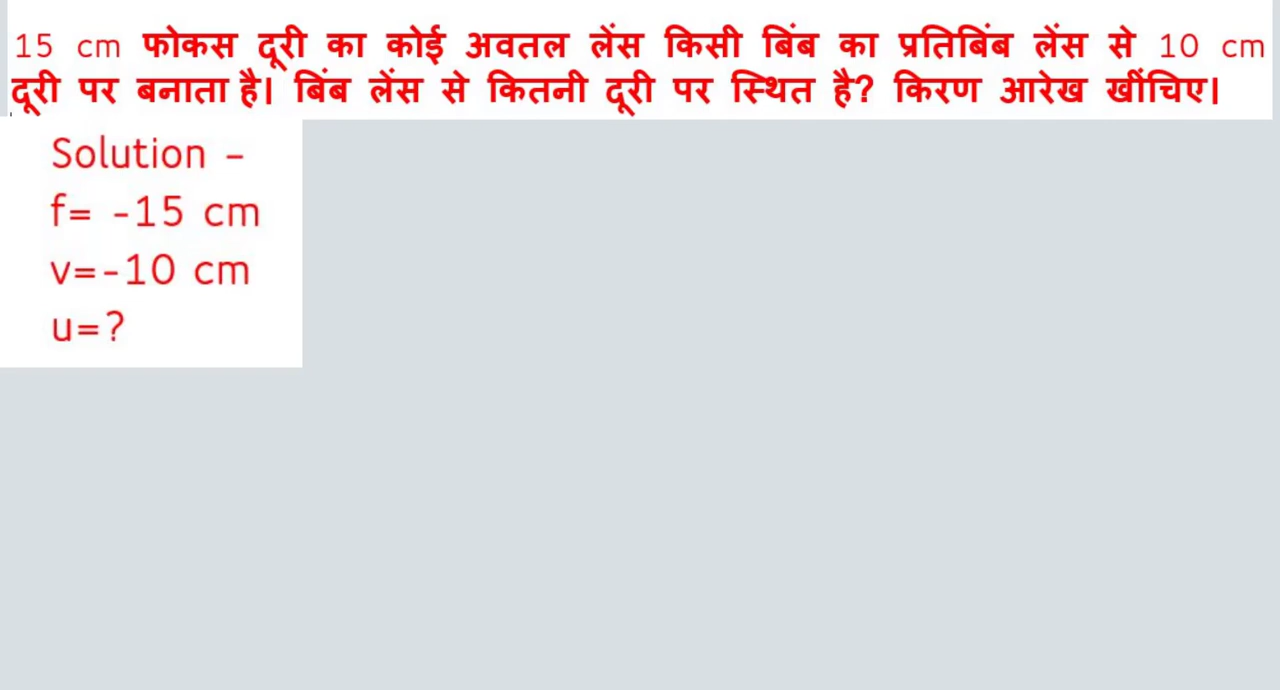 15 cm फोकस दूरी का कोई अवतल लेंस किसी बिंब का प्रतिबिंब लेंस से 10 cm
दूरी पर बनाता है। बिंब लेंस से कितनी दूरी पर स्थित है? किरण आरेख खींचिए।
Solution –
f= -15 cm
v=-10 cm
u=?